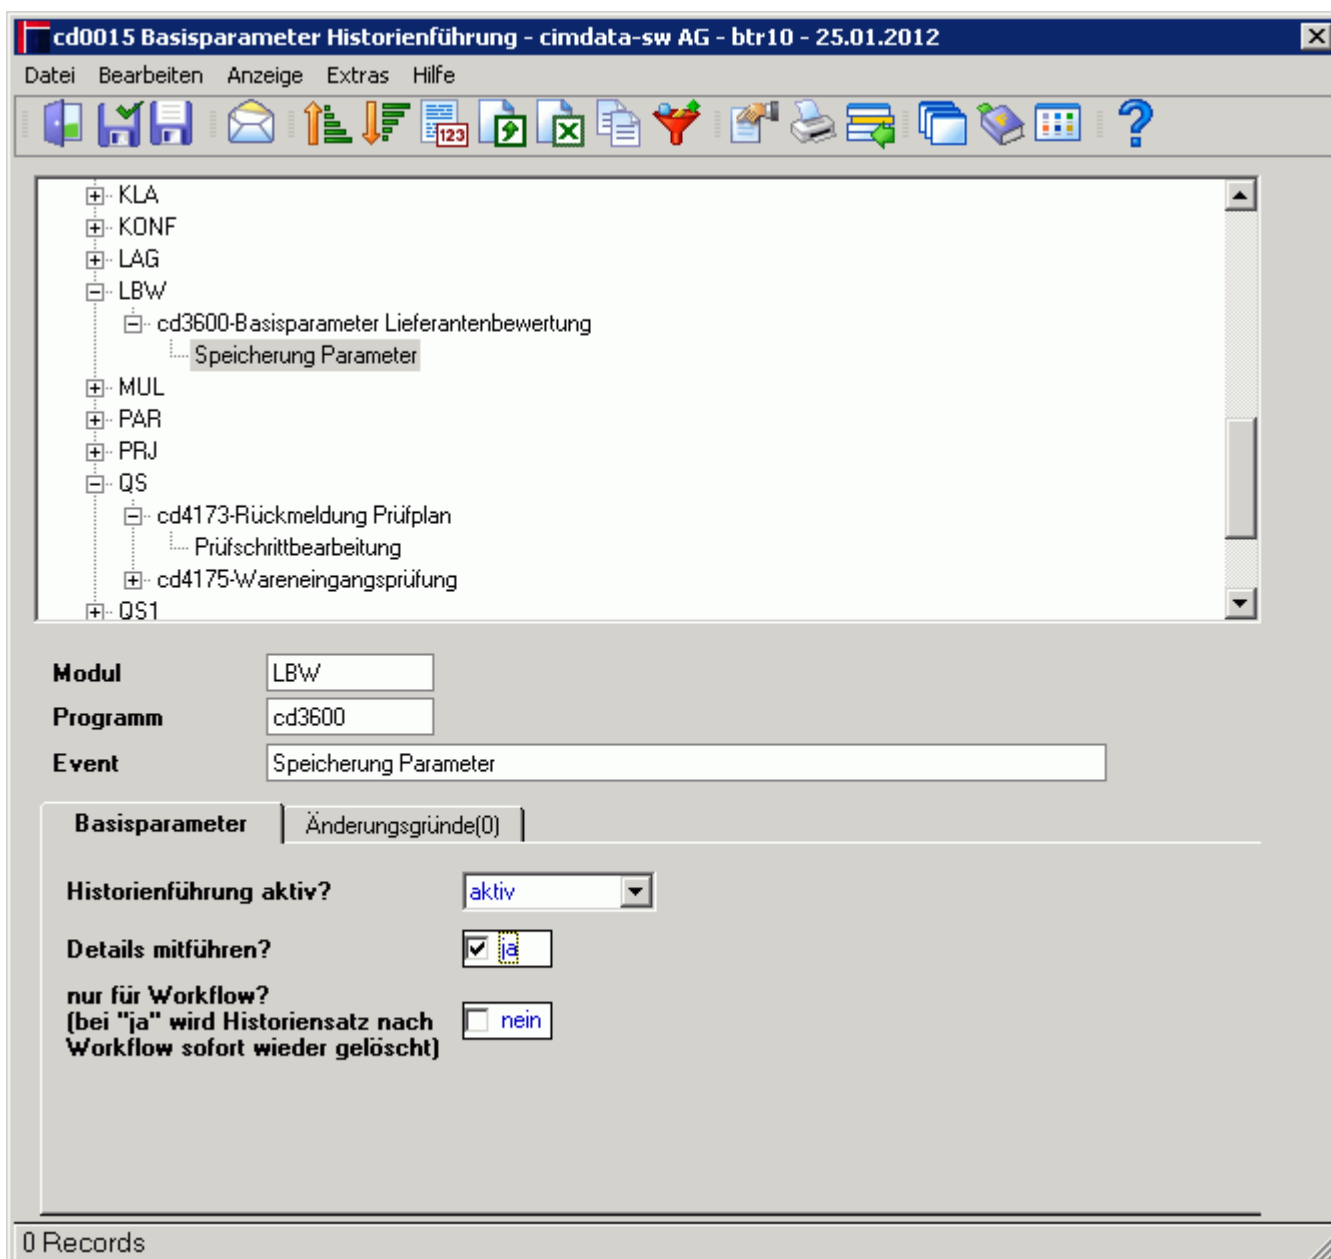 cd0015 Basisparameter Historienführung - cimdata-sw AG - btr10 - 25.01.2012
Datei Bearbeiten Anzeige Extras Hilfe
123
KLA
KONF
LAG
LBW
cd3600-Basisparameter Lieferantenbewertung
Speicherung Parameter
MUL
PAR
PRJ
QS
cd4173-Rückmeldung Prüfplan
Prüfschrittbearbeitung
cd4175-Wareneingangsprüfung
QS1
Modul LBW
Programm cd3600
Event Speicherung Parameter
Basisparameter Änderungsgründe(0)
Historienführung aktiv? aktiv
Details mitführen? ja
nur für Workflow?
(bei "ja" wird Historiensatz nach nein
Workflow sofort wieder gelöscht)
0 Records